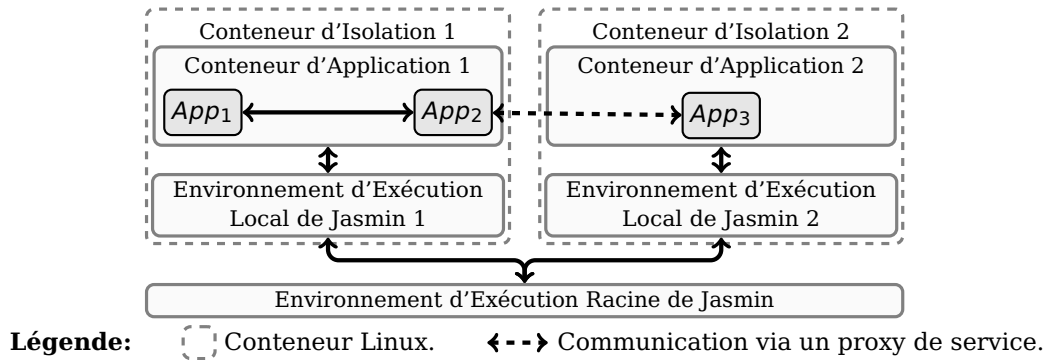 Conteneur d'Isolation 1
Conteneur d'Isolation 2
Conteneur d'Application 1
Conteneur d'Application 2
App₁
App₂
App₃
Environnement d'Exécution
Local de Jasmin 1
Environnement d'Exécution
Local de Jasmin 2
Environnement d'Exécution Racine de Jasmin
Légende: Conteneur Linux. Communication via un proxy de service.